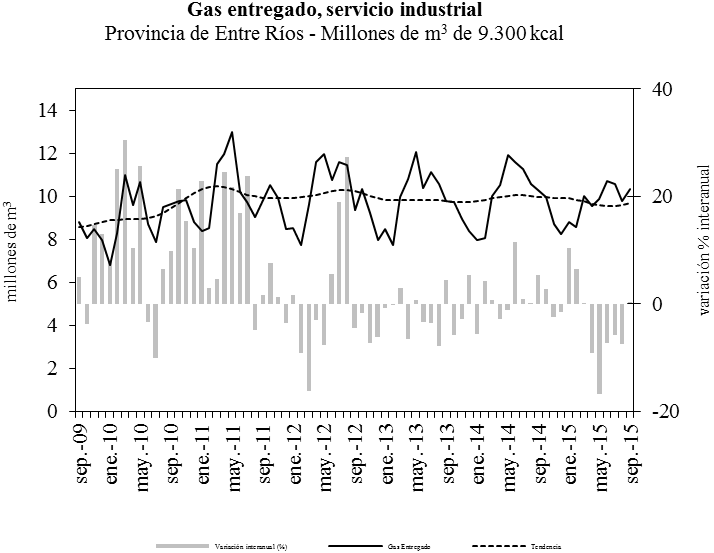 Gas entregado, servicio industrial
Provincia de Entre Ríos - Millones de m³ de 9.300 kcal
millones de m³
14
12
10
8
6
4
2
0
40
20
0
-20
variación % interanual
sep.-09
ene.-10
may.-10
sep.-10
ene.-11
may.-11
sep.-11
ene.-12
may.-12
sep.-12
ene.-13
may.-13
sep.-13
ene.-14
may.-14
sep.-14
ene.-15
may.-15
sep.-15
Variación interanual (%)
Gas Entregado
Tendencia